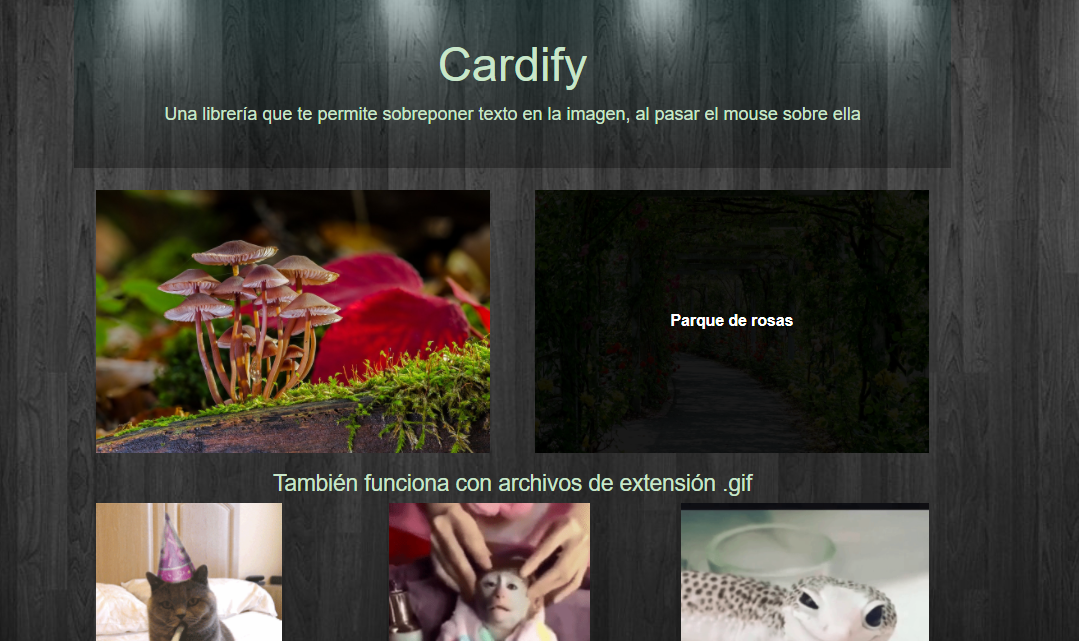 Cardify
Una librería que te permite sobreponer texto en la imagen, al pasar el mouse sobre ella
Parque de rosas
También funciona con archivos de extensión .gif